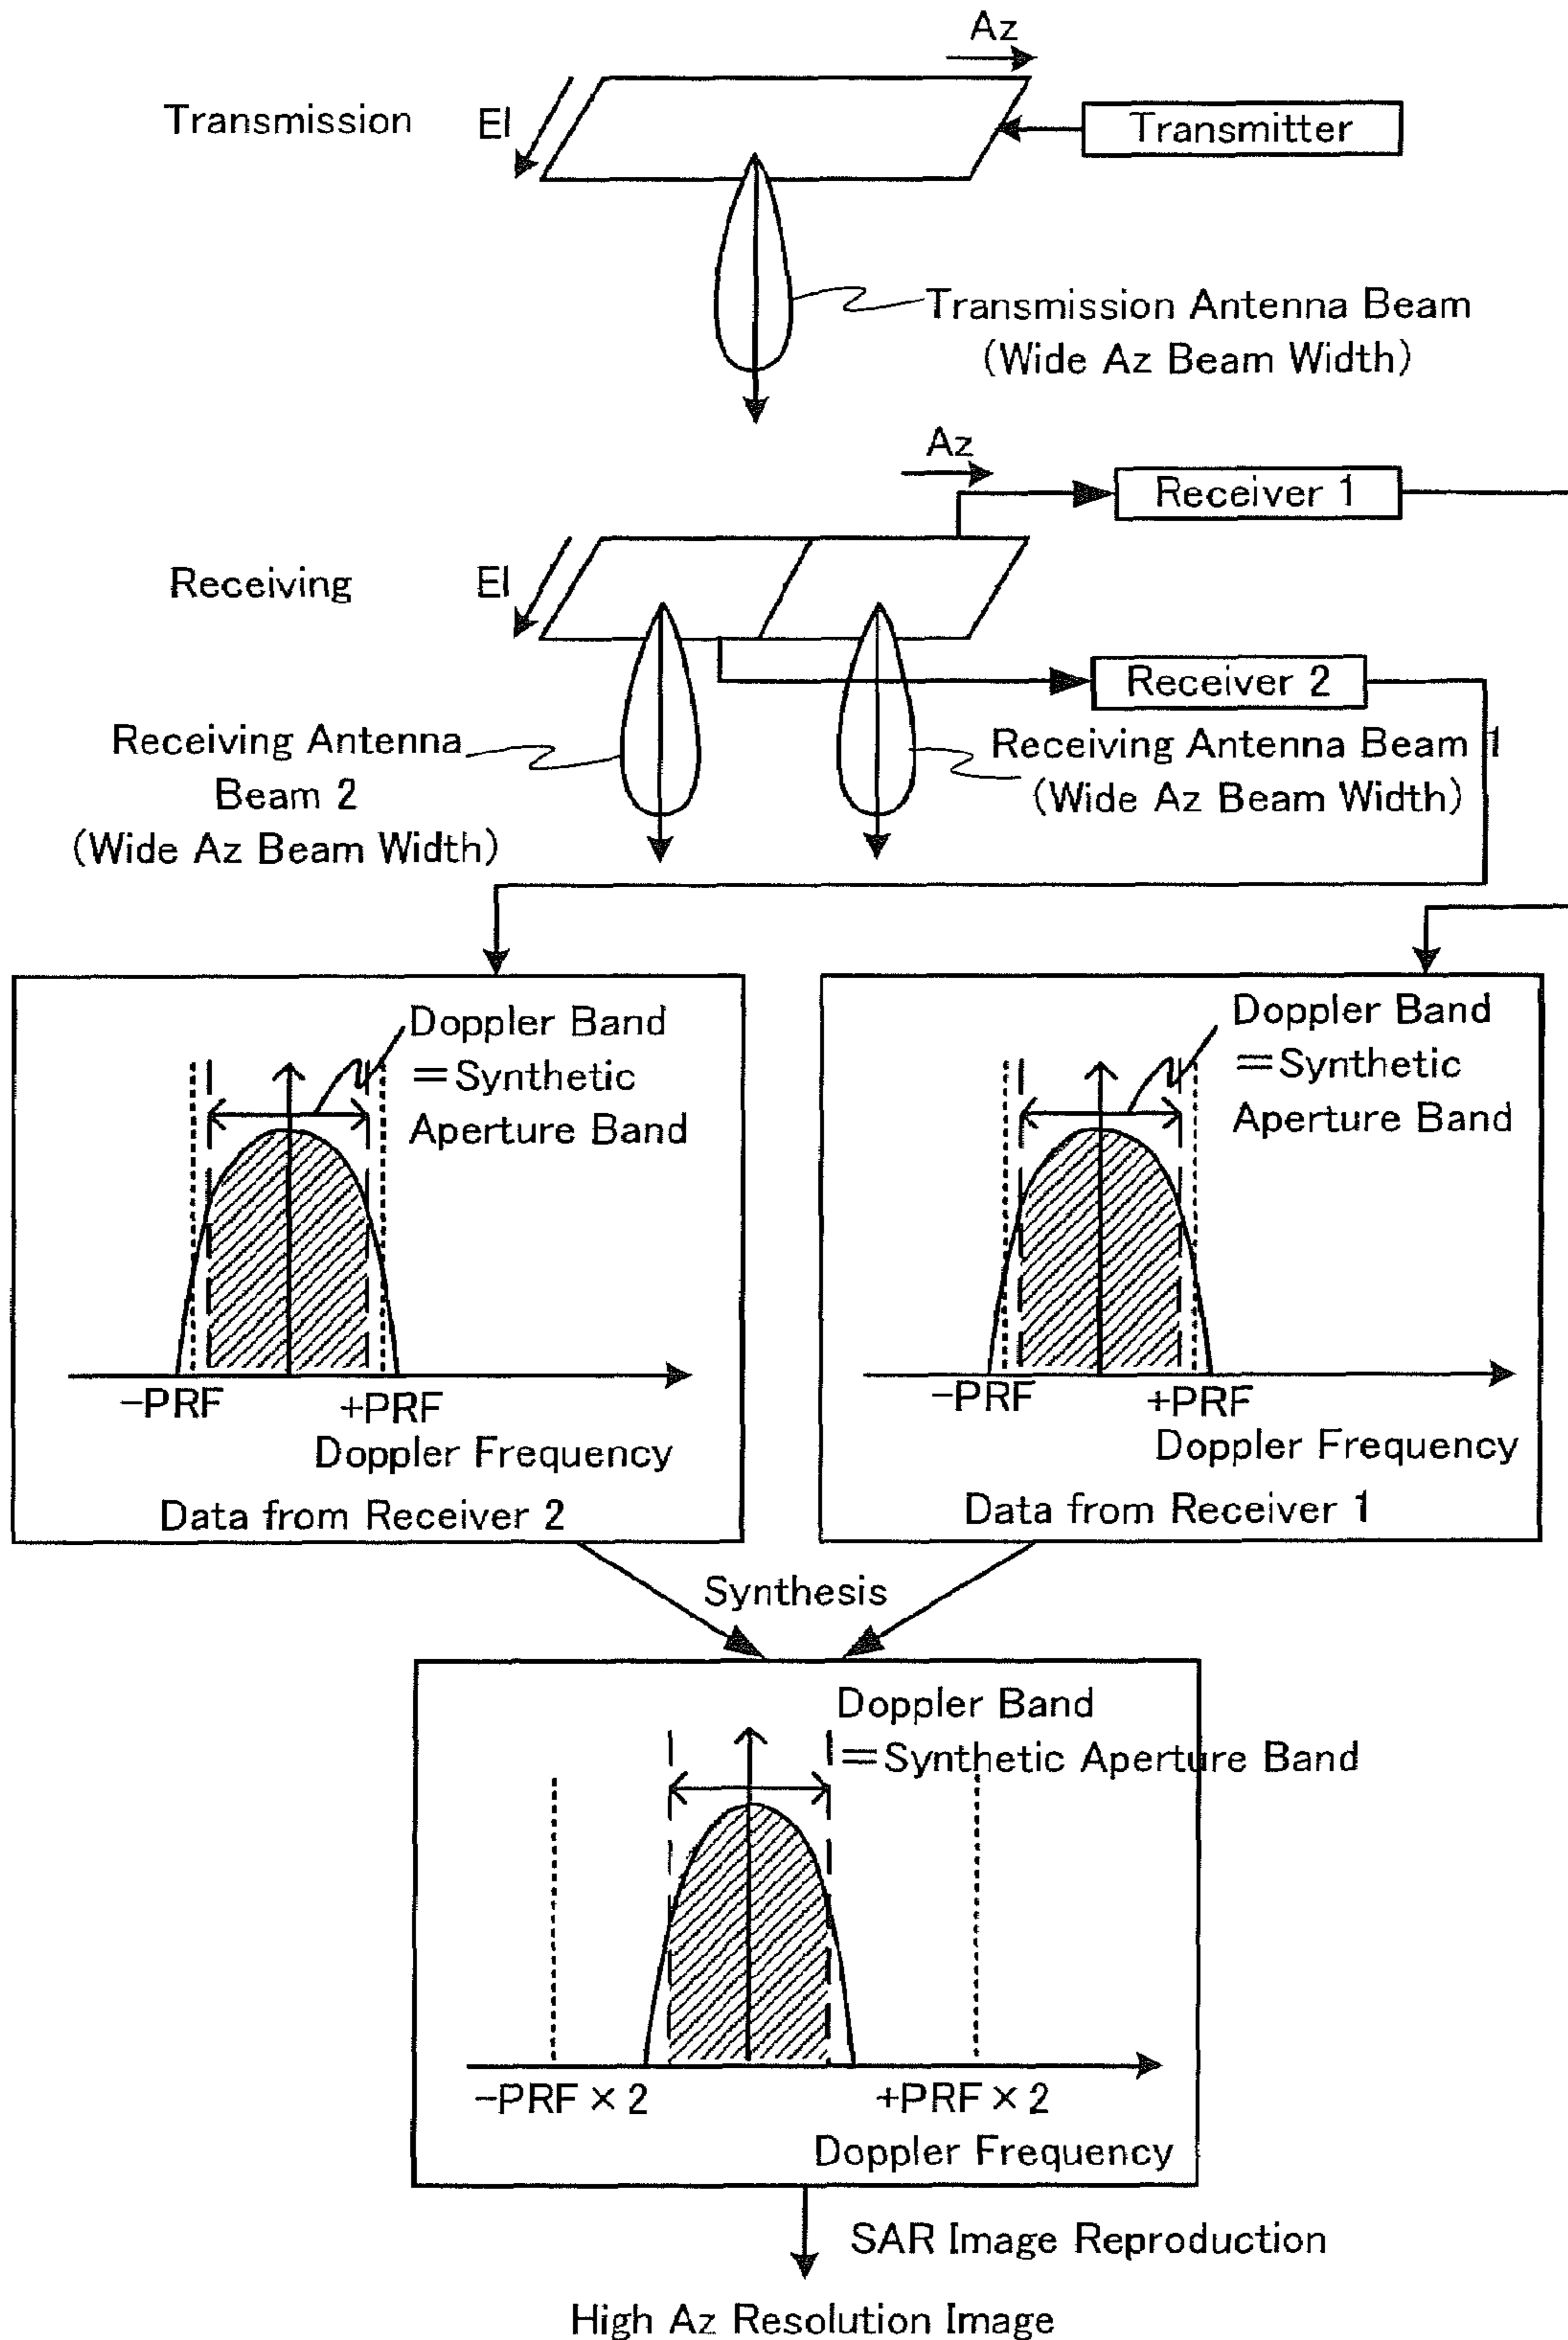 Az
Transmission
El
Transmitter
Transmission Antenna Beam
(Wide Az Beam Width)
Az
Receiver 1
Receiving
El
Receiver 2
Receiving Antenna
Beam 2
(Wide Az Beam Width)
Receiving Antenna Beam 1
(Wide Az Beam Width)
Doppler Band
=Synthetic
Aperture Band
-PRF
+PRF
Doppler Frequency
Data from Receiver 2
Doppler Band
=Synthetic
Aperture Band
-PRF
+PRF
Doppler Frequency
Data from Receiver 1
Synthesis
Doppler Band
=Synthetic Aperture Band
-PRF × 2
+PRF × 2
Doppler Frequency
SAR Image Reproduction
High Az Resolution Image